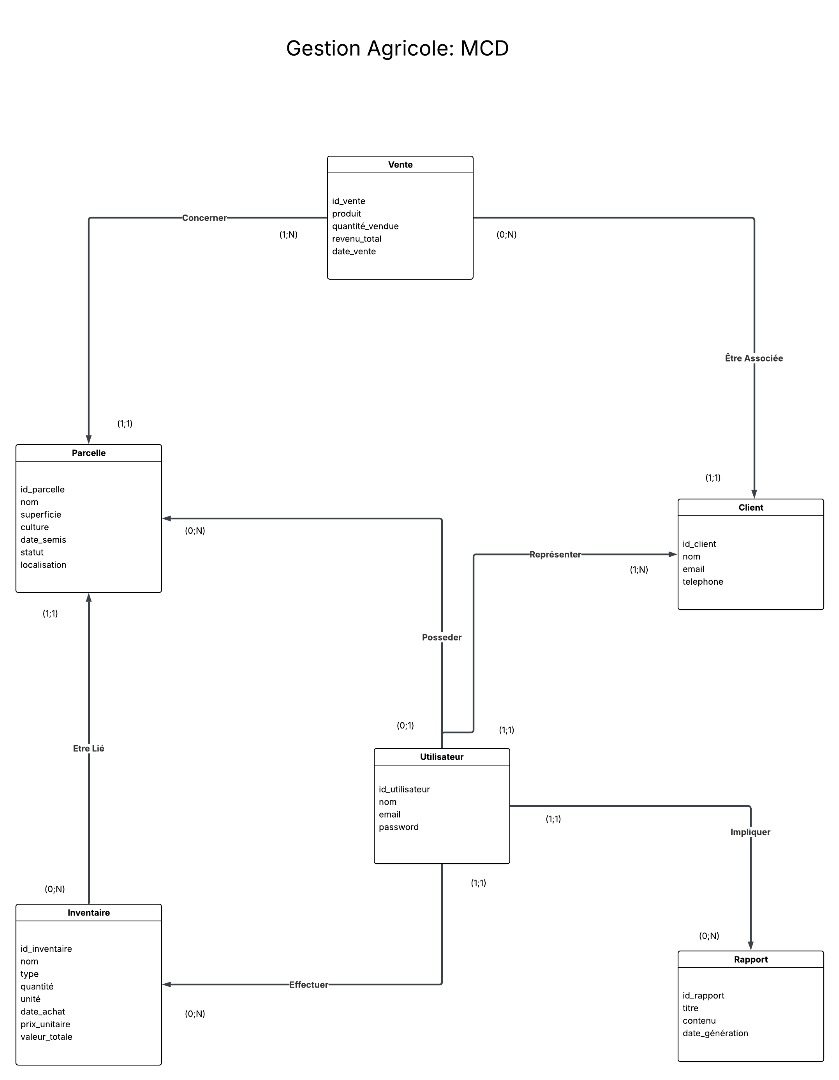 Gestion Agricole: MCD
Vente
id_vente
produit
quantité_vendue
revenu_total
date_vente
Concerner
(1;N)
(0;N)
Être Associée
(1;1)
Parcelle
id_parcelle
nom
superficie
culture
date_semis
statut
localisation
(1;1)
Client
id_client
nom
email
telephone
(0;N)
Représenter
(1;N)
(1;1)
Posseder
(0;1)
(1;1)
Etre Lié
Utilisateur
id_utilisateur
nom
email
password
(1;1)
Impliquer
(1;1)
(0;N)
Inventaire
id_inventaire
nom
type
quantité
unité
date_achat
prix_unitaire
valeur_totale
Effectuer
(0;N)
(0;N)
Rapport
id_rapport
titre
contenu
date_génération